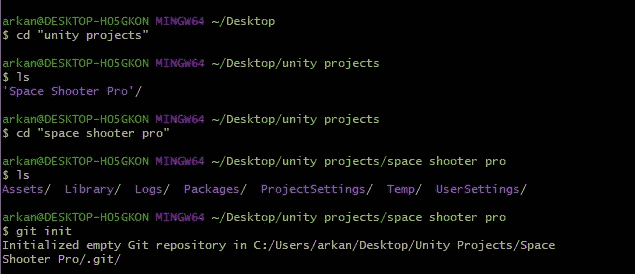 arkan@DESKTOP-HO5GKON MINGW64 ~/Desktop
$ cd "unity projects"
arkan@DESKTOP-HO5GKON MINGW64 ~/Desktop/unity projects
$ ls
'Space Shooter Pro'/
arkan@DESKTOP-HO5GKON MINGW64 ~/Desktop/unity projects
$ cd "space shooter pro"
arkan@DESKTOP-HO5GKON MINGW64 ~/Desktop/unity projects/space shooter pro
$ ls
Assets/  Library/  Logs/  Packages/  ProjectSettings/  Temp/  UserSettings/
arkan@DESKTOP-HO5GKON MINGW64 ~/Desktop/unity projects/space shooter pro
$ git init
Initialized empty Git repository in C:/Users/arkan/Desktop/Unity Projects/Space
Shooter Pro/.git/